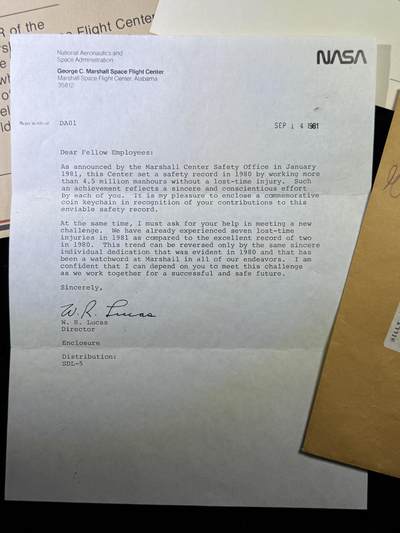 R of the
Flight Center
National Aeronautics and
Space Administration
NASA
George C. Marshall Space Flight Center
Marshall Space Flight Center, Alabama
35812
Reply to Attn of: DA01
SEP 14 1981
Dear Fellow Employees:
As announced by the Marshall Center Safety Office in January
1981, this Center set a safety record in 1980 by working more
than 4.5 million manhours without a lost-time injury. Such
an achievement reflects a sincere and conscientious effort
by each of you. It is my pleasure to enclose a commemorative
coin keychain in recognition of your contributions to this
enviable safety record.
At the same time, I must ask for your help in meeting a new
challenge. We have already experienced seven lost-time
injuries in 1981 as compared to the excellent record of two
in 1980. This trend can be reversed only by the same sincere
individual dedication that was evident in 1980 and that has
been a watchword at Marshall in all of our endeavors. I am
confident that I can depend on you to meet this challenge
as we work together for a successful and safe future.
Sincerely,
W. R. Lucas
W. R. Lucas
Director
Enclosure
Distribution:
SDL-5